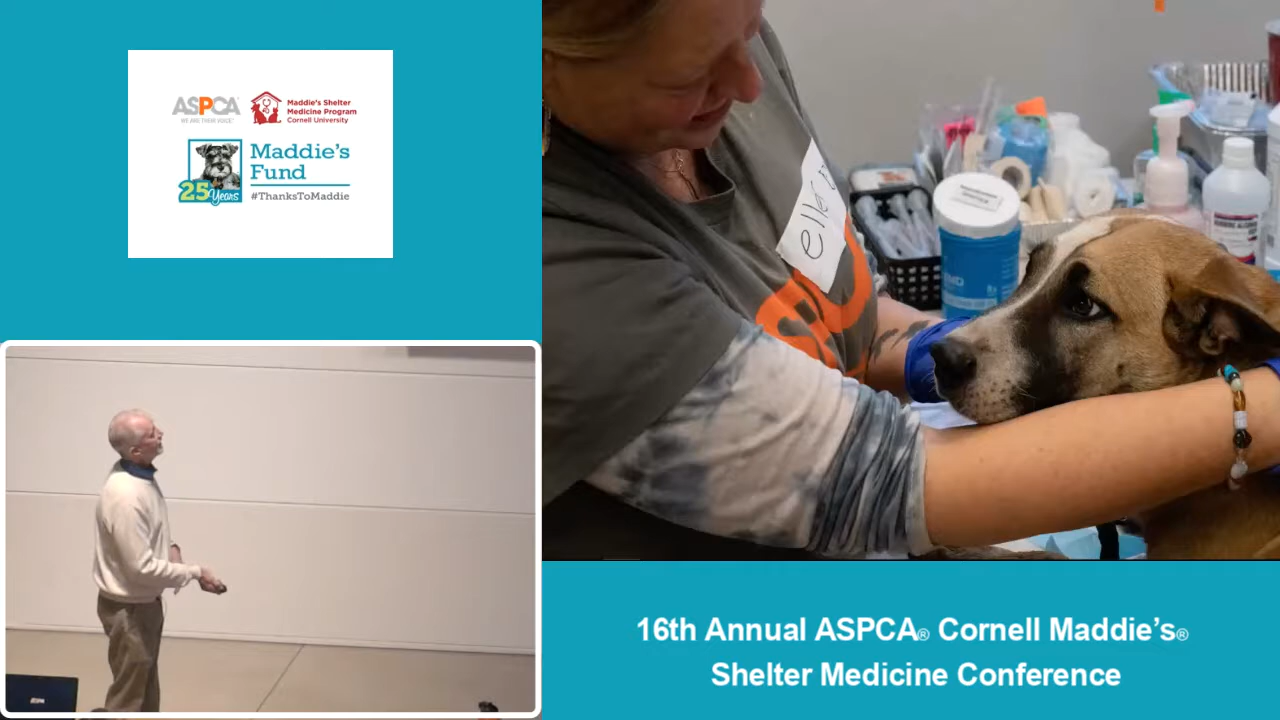 ASPCA
WE ARE THEIR VOICE
Maddie's Shelter
Medicine Program
Cornell University
Maddie's
Fund
25 Years
#ThanksToMaddie
16th Annual ASPCA® Cornell Maddie's®
Shelter Medicine Conference